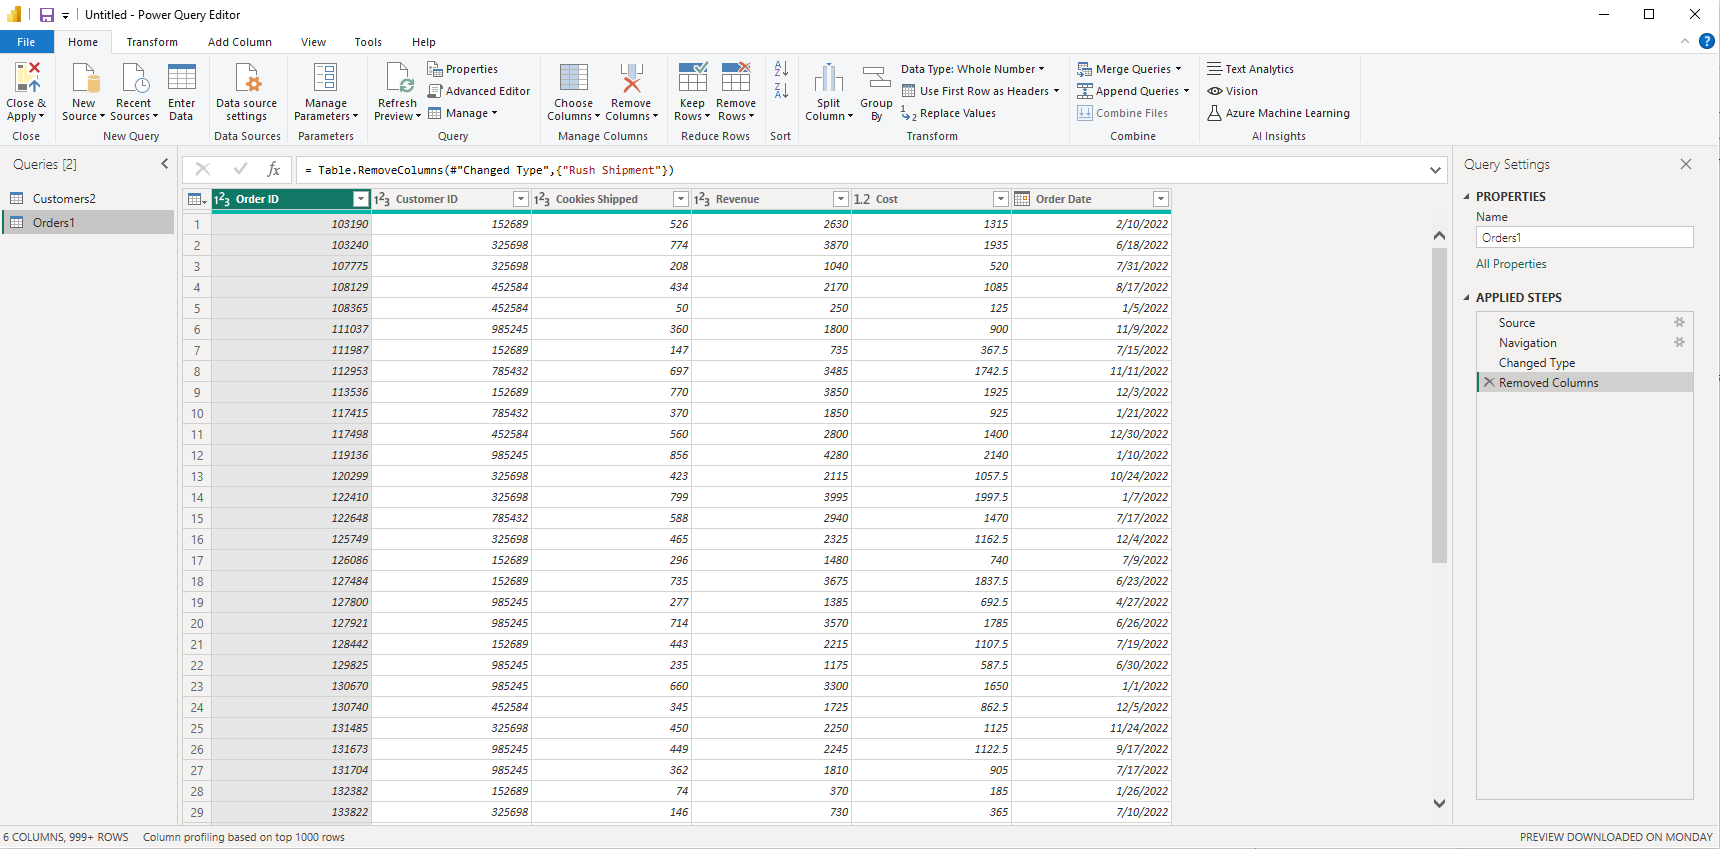 Untitled - Power Query Editor
File Home Transform Add Column View Tools Help
Close & Apply
Close
New Source
Recent Sources
Enter Data
New Query
Data source settings
Data Sources
Manage Parameters
Parameters
Refresh Preview
Properties
Advanced Editor
Manage
Query
Choose Columns
Remove Columns
Manage Columns
Keep Rows
Remove Rows
Reduce Rows
Sort
Split Column
Group By
Data Type: Whole Number
Use First Row as Headers
Replace Values
Transform
Merge Queries
Append Queries
Combine Files
Combine
Text Analytics
Vision
Azure Machine Learning
AI Insights
Queries [2]
Customers2
Orders1
fx = Table.RemoveColumns(#"Changed Type",{"Rush Shipment"})
123 Order ID 123 Customer ID 123 Cookies Shipped 123 Revenue 1.2 Cost Order Date
1 103190 152689 526 2630 1315 2/10/2022
2 103240 325698 774 3870 1935 6/18/2022
3 107775 325698 208 1040 520 7/31/2022
4 108129 452584 434 2170 1085 8/17/2022
5 108365 452584 50 250 125 1/5/2022
6 111037 985245 360 1800 900 11/9/2022
7 111987 152689 147 735 367.5 7/15/2022
8 112953 785432 697 3485 1742.5 11/11/2022
9 113536 152689 770 3850 1925 12/3/2022
10 117415 785432 370 1850 925 1/21/2022
11 117498 452584 560 2800 1400 12/30/2022
12 119136 985245 856 4280 2140 1/10/2022
13 120299 325698 423 2115 1057.5 10/24/2022
14 122410 325698 799 3995 1997.5 1/7/2022
15 122648 785432 588 2940 1470 7/17/2022
16 125749 325698 465 2325 1162.5 12/4/2022
17 126086 152689 296 1480 740 7/9/2022
18 127484 152689 735 3675 1837.5 6/23/2022
19 127800 985245 277 1385 692.5 4/27/2022
20 127921 985245 714 3570 1785 6/26/2022
21 128442 152689 443 2215 1107.5 7/19/2022
22 129825 985245 235 1175 587.5 6/30/2022
23 130670 985245 660 3300 1650 1/1/2022
24 130740 452584 345 1725 862.5 12/5/2022
25 131485 325698 450 2250 1125 11/24/2022
26 131673 985245 449 2245 1122.5 9/17/2022
27 131704 985245 362 1810 905 7/17/2022
28 132382 152689 74 370 185 1/26/2022
29 133822 325698 146 730 365 7/10/2022
Query Settings
PROPERTIES
Name
Orders1
All Properties
APPLIED STEPS
Source
Navigation
Changed Type
Removed Columns
6 COLUMNS, 999+ ROWS Column profiling based on top 1000 rows
PREVIEW DOWNLOADED ON MONDAY